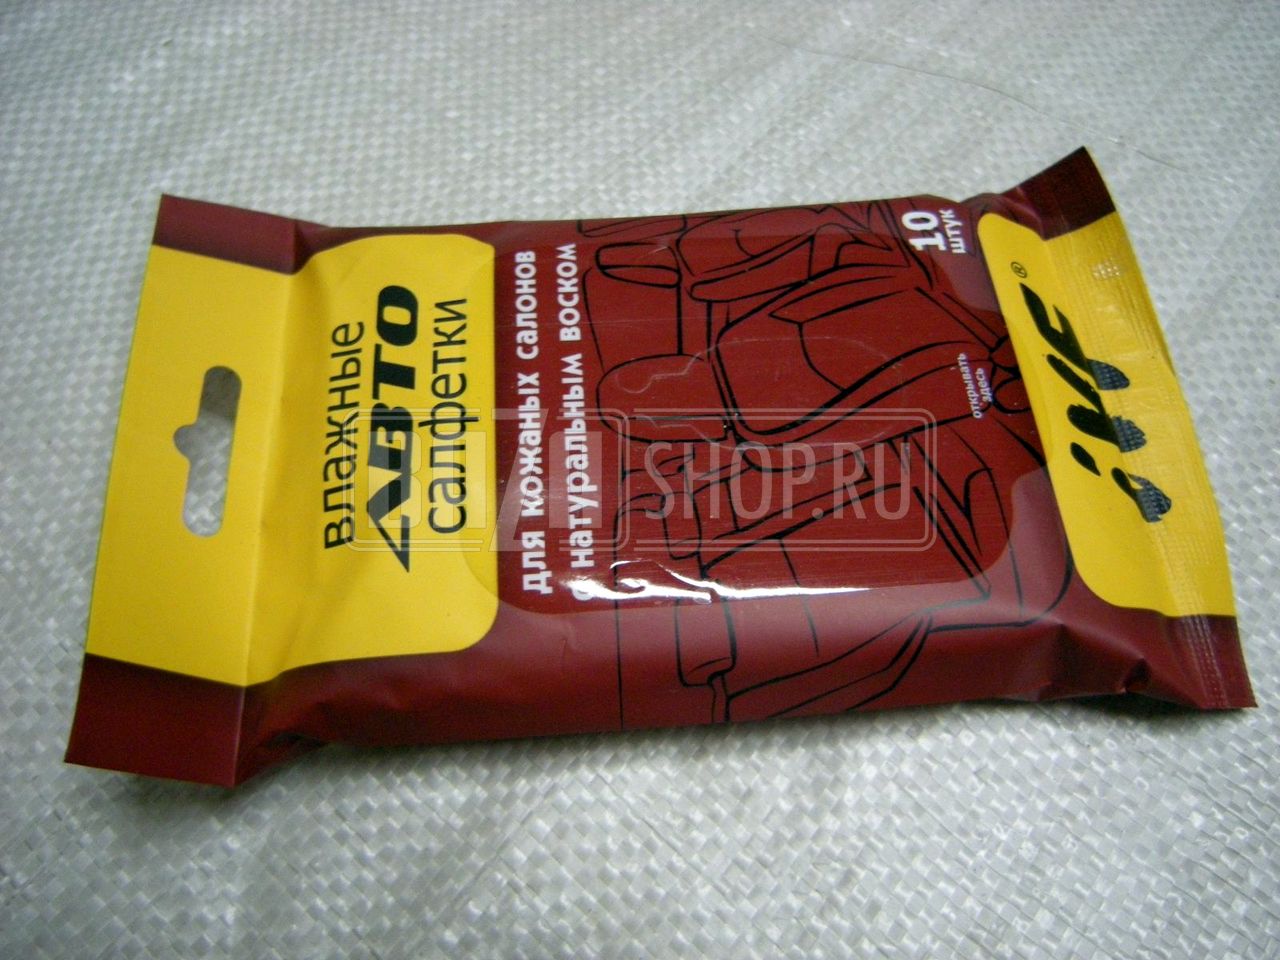 влажные
АВТО
салфетки
для кожаных салонов
с натуральным воском
10
штук
открывать
здесь
®
SHOP.RU